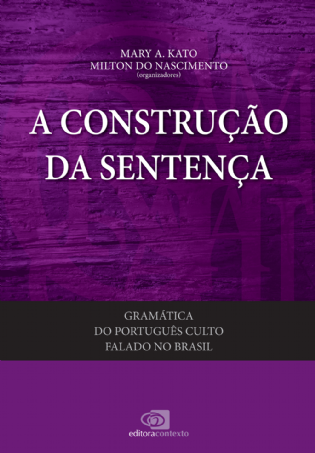 MARY A. KATO
MILTON DO NASCIMENTO
(organizadores)
A CONSTRUÇÃO
DA SENTENÇA
GRAMÁTICA
DO PORTUGUÊS CULTO
FALADO NO BRASIL
editoracontexto